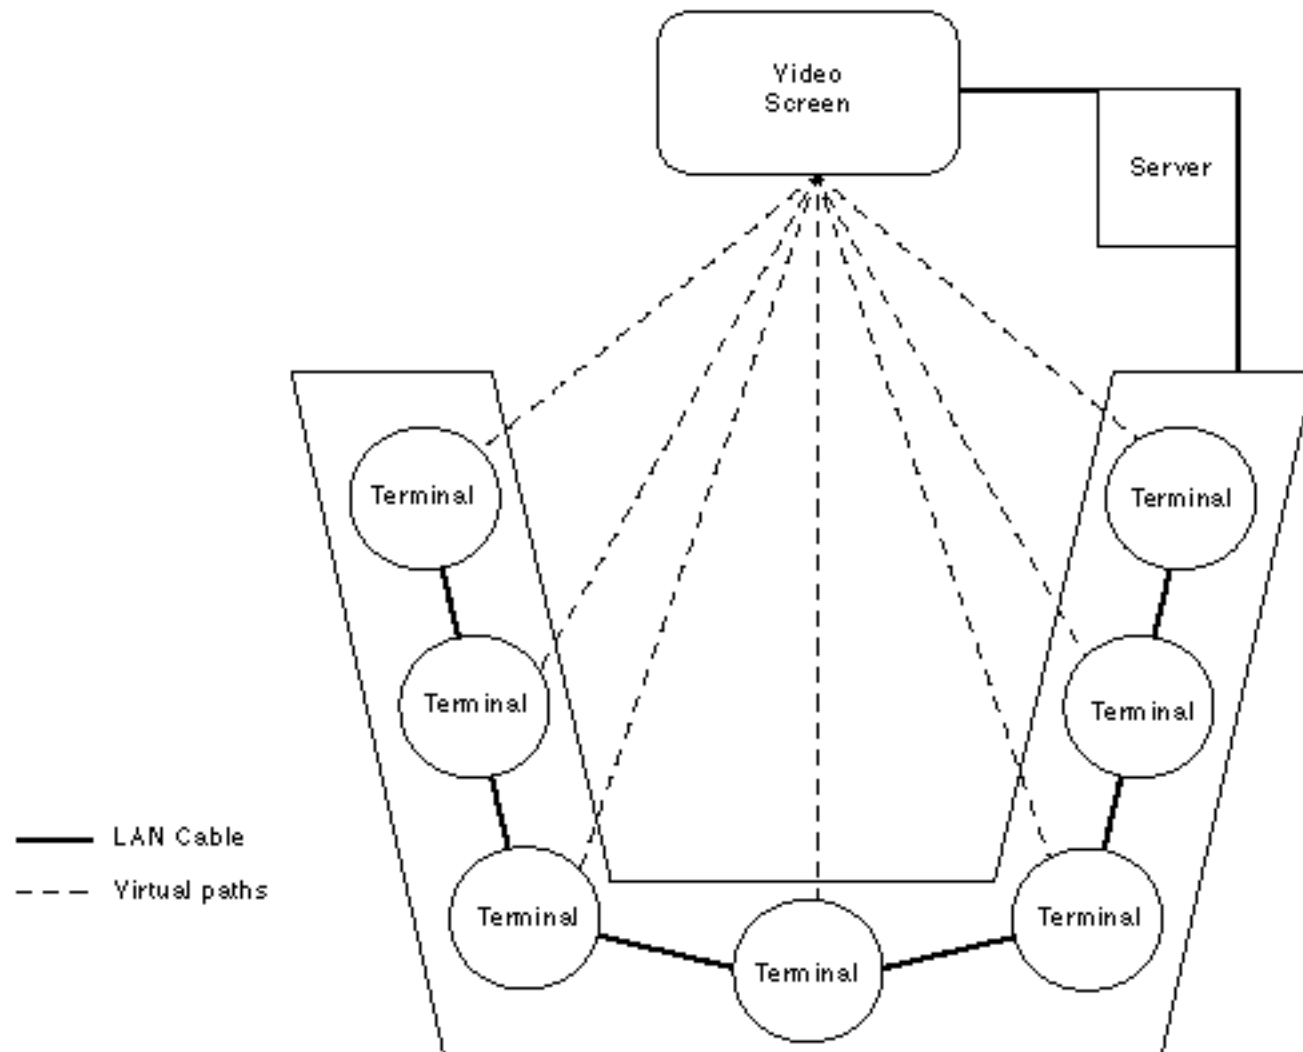 Video
Screen
Server
Terminal
Terminal
Terminal
Terminal
LAN Cable
Virtual paths
Terminal
Terminal
Terminal